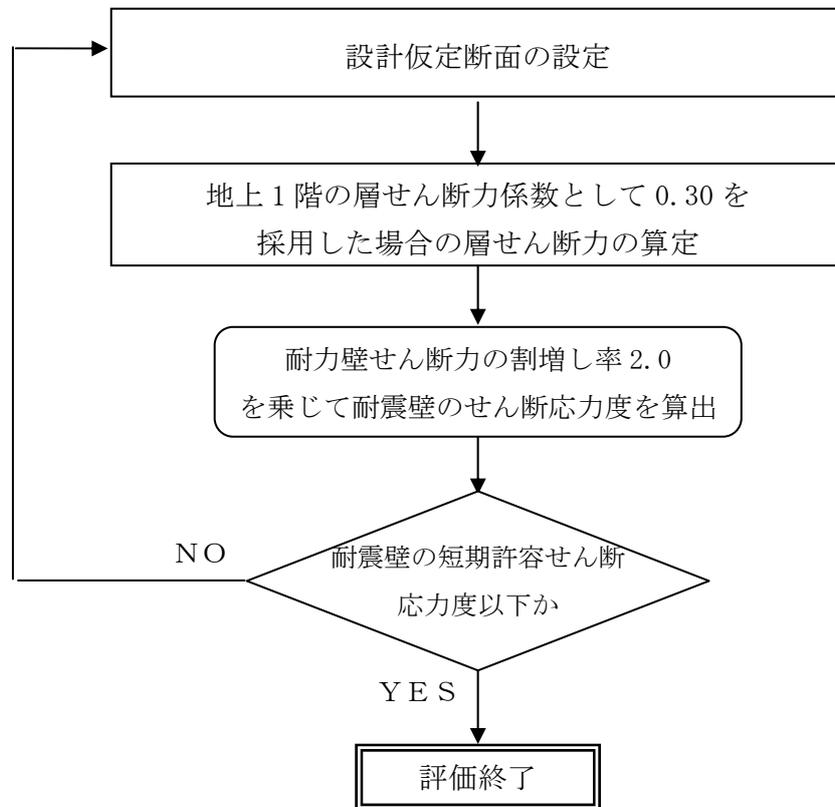 設計仮定断面の設定
地上1階の層せん断力係数として0.30を
採用した場合の層せん断力の算定
耐力壁せん断力の割増し率2.0
を乗じて耐震壁のせん断応力度を算出
耐震壁の短期許容せん断
応力度以下か
ＮＯ
ＹＥＳ
評価終了